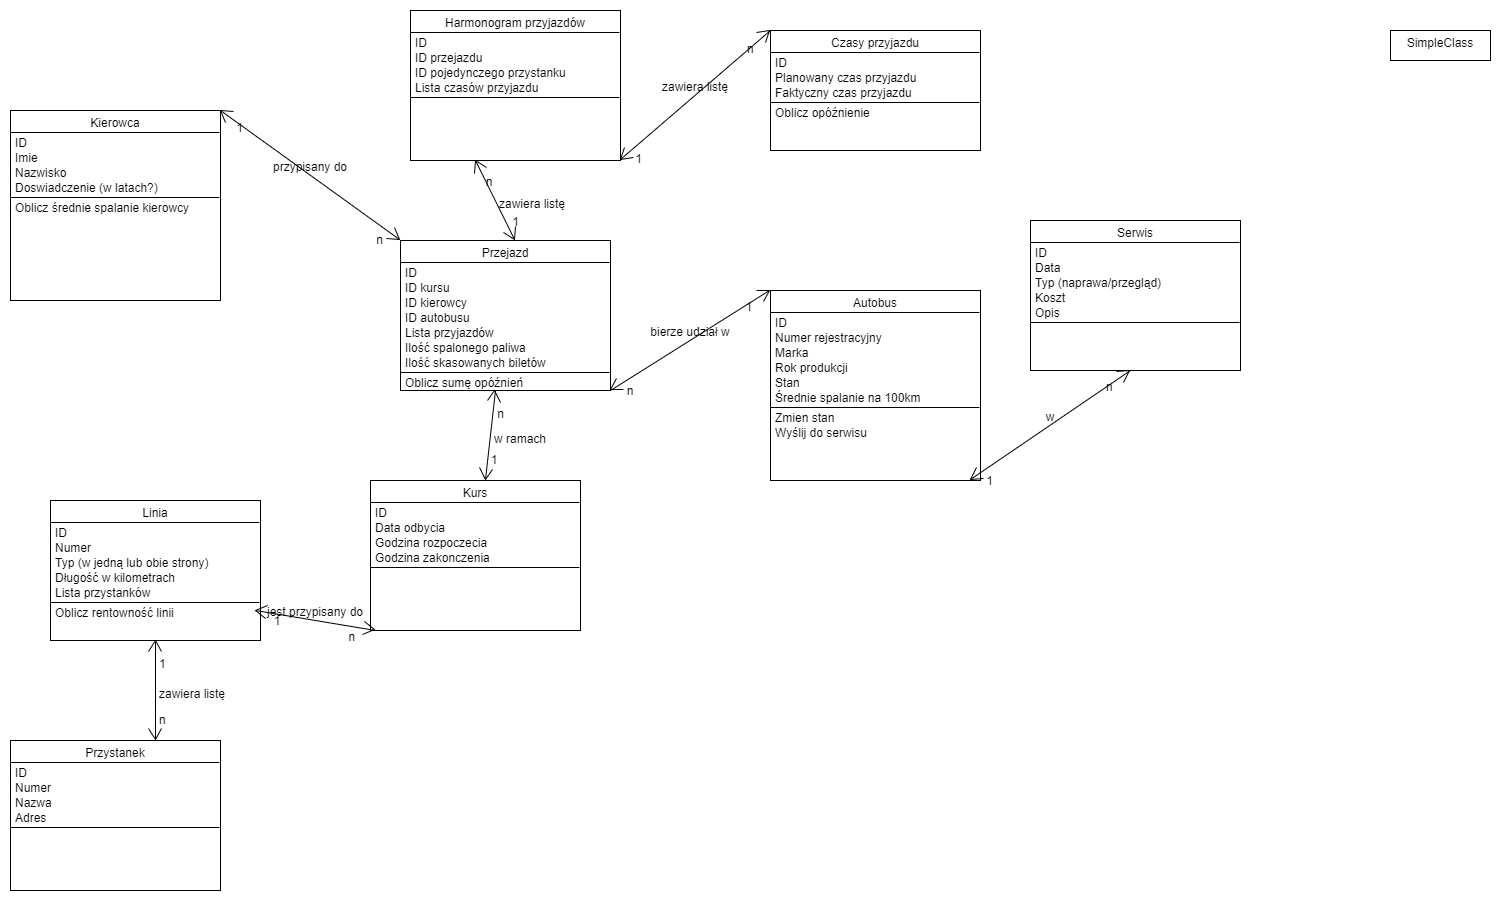 Harmonogram przyjazdów
ID
ID przejazdu
ID pojedynczego przystanku
Lista czasów przyjazdu
Czasy przyjazdu
ID
Planowany czas przyjazdu
Faktyczny czas przyjazdu
Oblicz opóźnienie
SimpleClass
n
zawiera listę
1
Kierowca
ID
Imie
Nazwisko
Doswiadczenie (w latach?)
Oblicz średnie spalanie kierowcy
1
przypisany do
n
n
zawiera listę
1
Przejazd
ID
ID kursu
ID kierowcy
ID autobusu
Lista przyjazdów
Ilość spalonego paliwa
Ilość skasowanych biletów
Oblicz sumę opóźnień
1
bierze udział w
n
Autobus
ID
Numer rejestracyjny
Marka
Rok produkcji
Stan
Średnie spalanie na 100km
Zmien stan
Wyślij do serwisu
Serwis
ID
Data
Typ (naprawa/przegląd)
Koszt
Opis
n
w
1
n
w ramach
1
Kurs
ID
Data odbycia
Godzina rozpoczecia
Godzina zakonczenia
Linia
ID
Numer
Typ (w jedną lub obie strony)
Długość w kilometrach
Lista przystanków
Oblicz rentowność linii
jest przypisany do
1
n
1
zawiera listę
n
Przystanek
ID
Numer
Nazwa
Adres